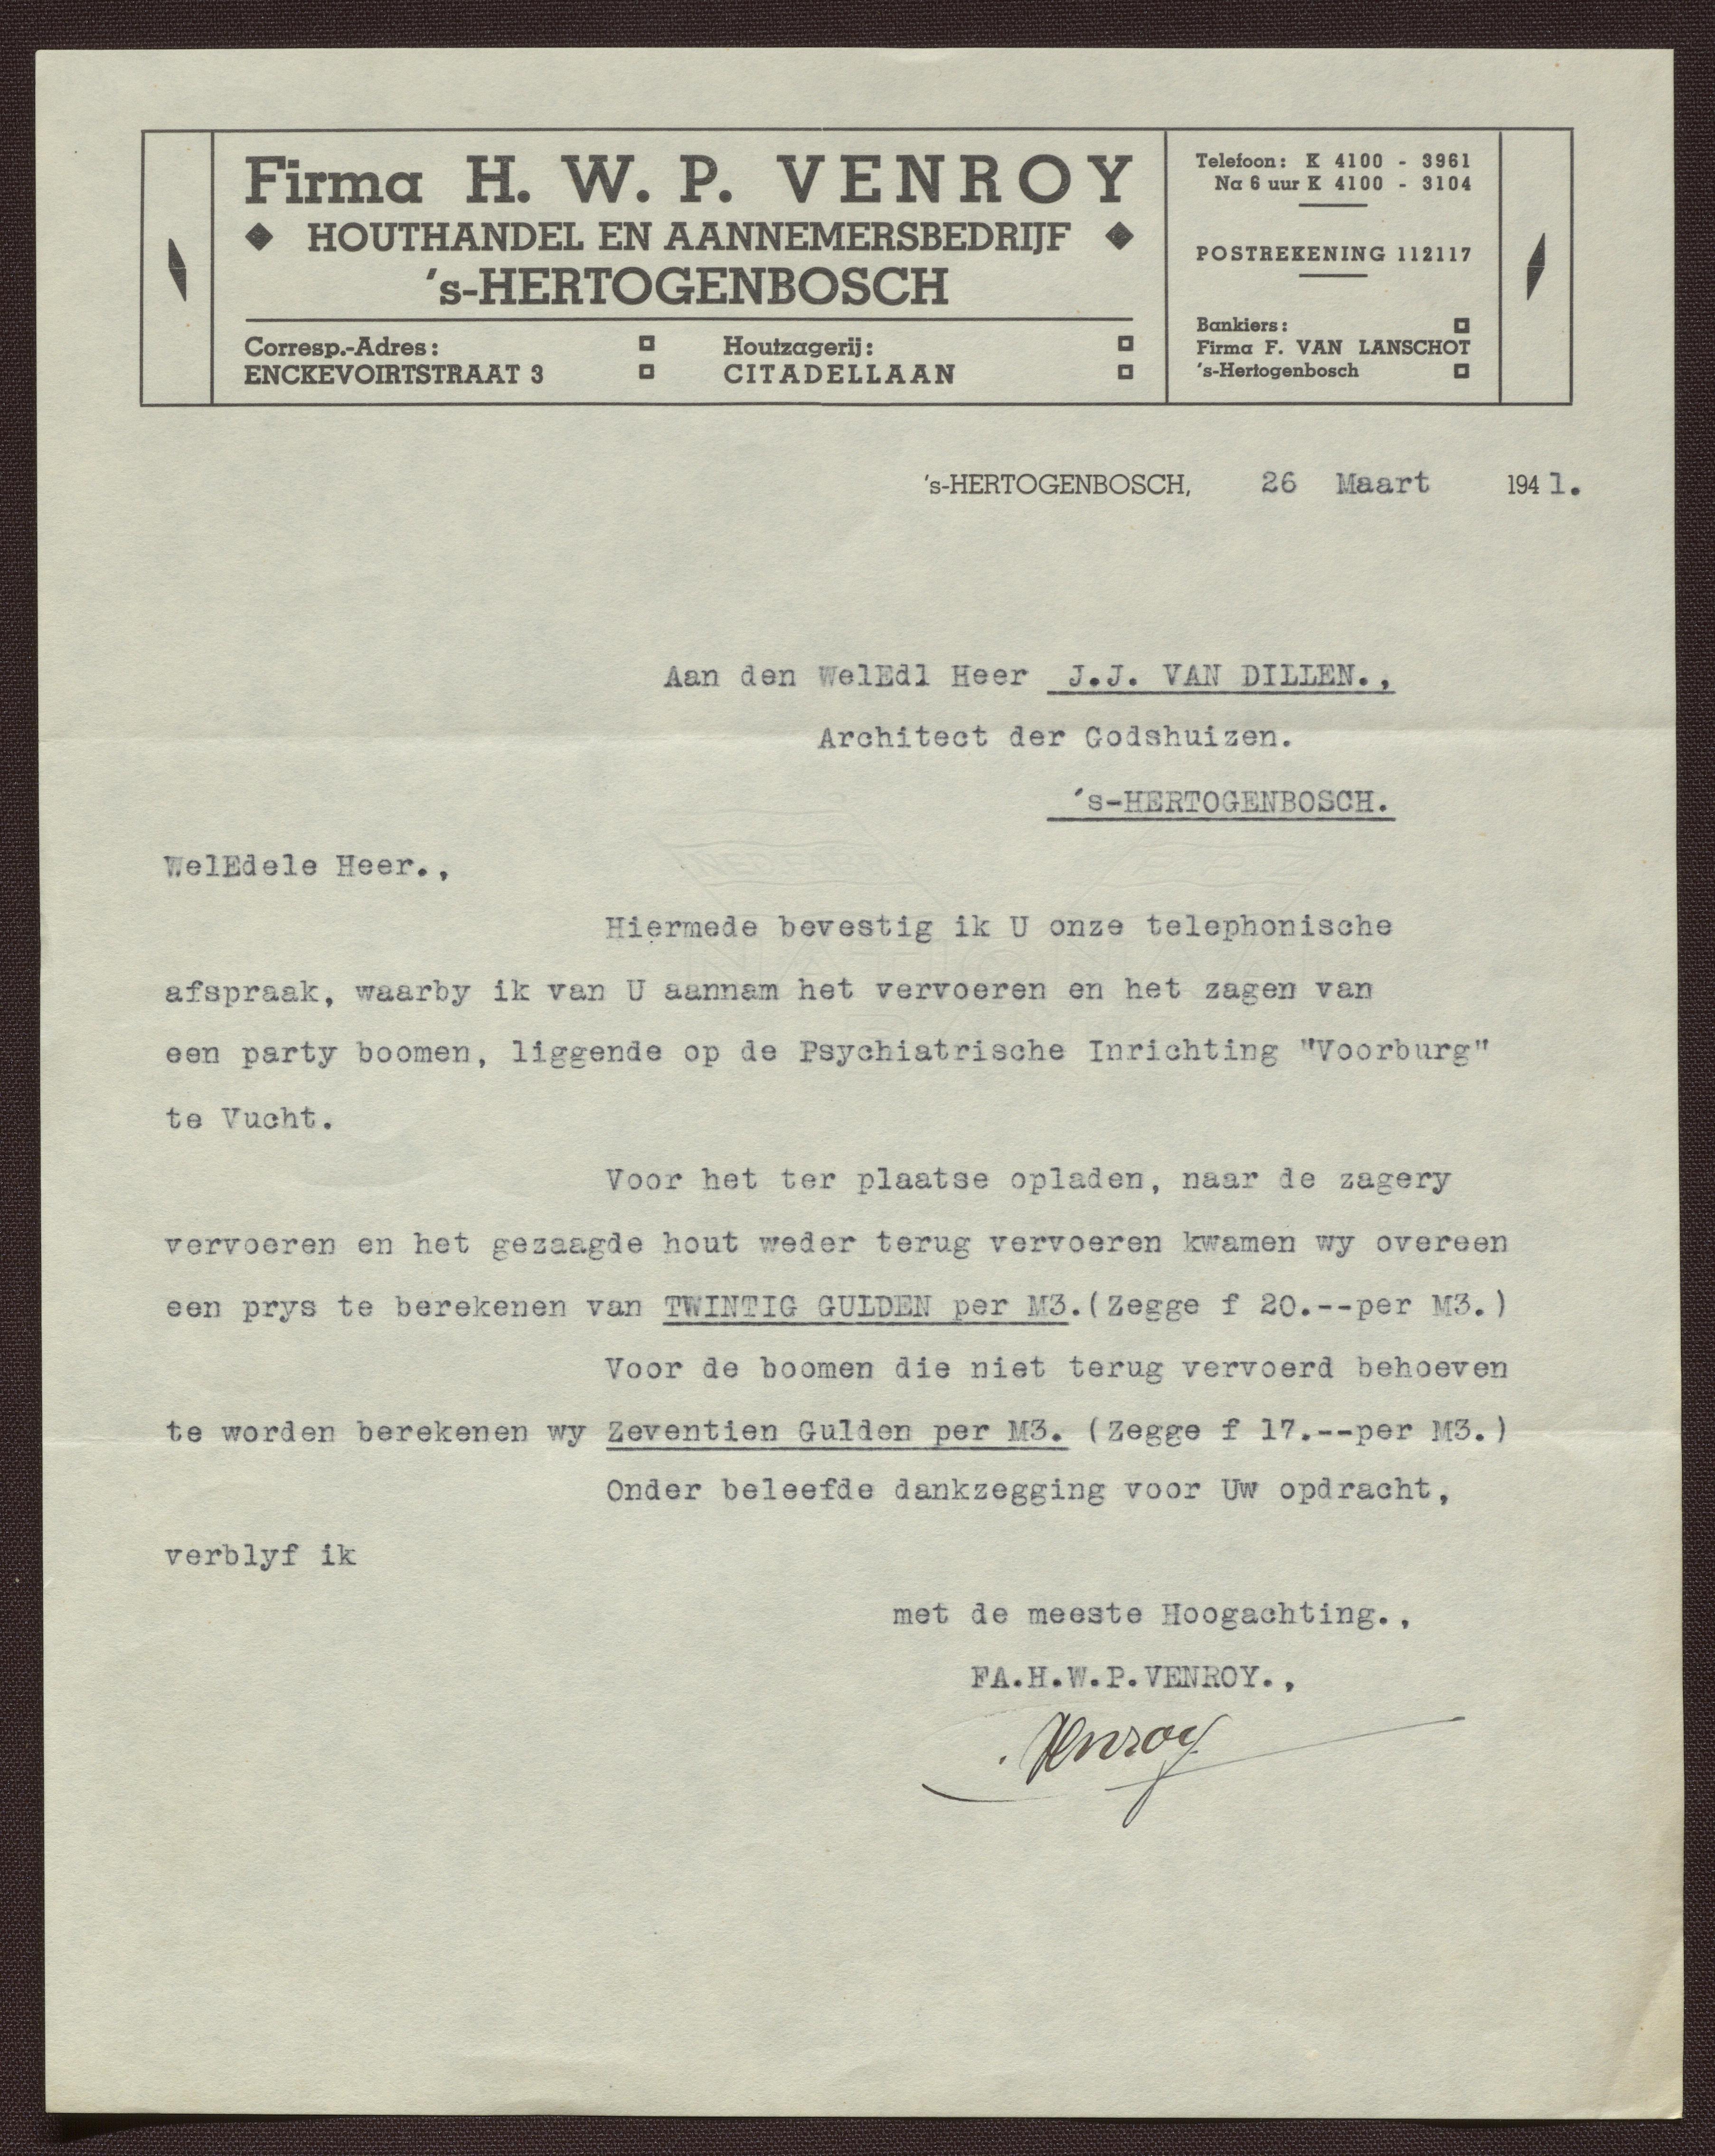 Firma H. W. P. VENROY
HOUTHANDEL EN AANNEMERSBEDRIJF
's-HERTOGENBOSCH
Corresp.-Adres:
ENCKEVOIRTSTRAAT 3
Houtzagerij:
CITADELLAAN
Telefoon: K 4100 - 3961
Na 6 uur K 4100 - 3104
POSTREKENING 112117
Bankiers:
Firma F. VAN LANSCHOT
's-Hertogenbosch
's-HERTOGENBOSCH, 26 Maart 1941.
Aan den WelEdl Heer J.J. VAN DILLEN.,
Architect der Godshuizen.
's-HERTOGENBOSCH.
WelEdele Heer.,
Hiermede bevestig ik U onze telephonische
afspraak, waarby ik van U aannam het vervoeren en het zagen van
een party boomen, liggende op de Psychiatrische Inrichting "Voorburg"
te Vucht.
Voor het ter plaatse opladen, naar de zagery
vervoeren en het gezaagde hout weder terug vervoeren kwamen wy overeen
een prys te berekenen van TWINTIG GULDEN per M3.(Zegge f 20.--per M3.)
Voor de boomen die niet terug vervoerd behoeven
te worden berekenen wy Zeventien Gulden per M3. (Zegge f 17.--per M3.)
Onder beleefde dankzegging voor Uw opdracht,
verblyf ik
met de meeste Hoogachting.,
FA.H.W.P.VENROY.,
Venroy